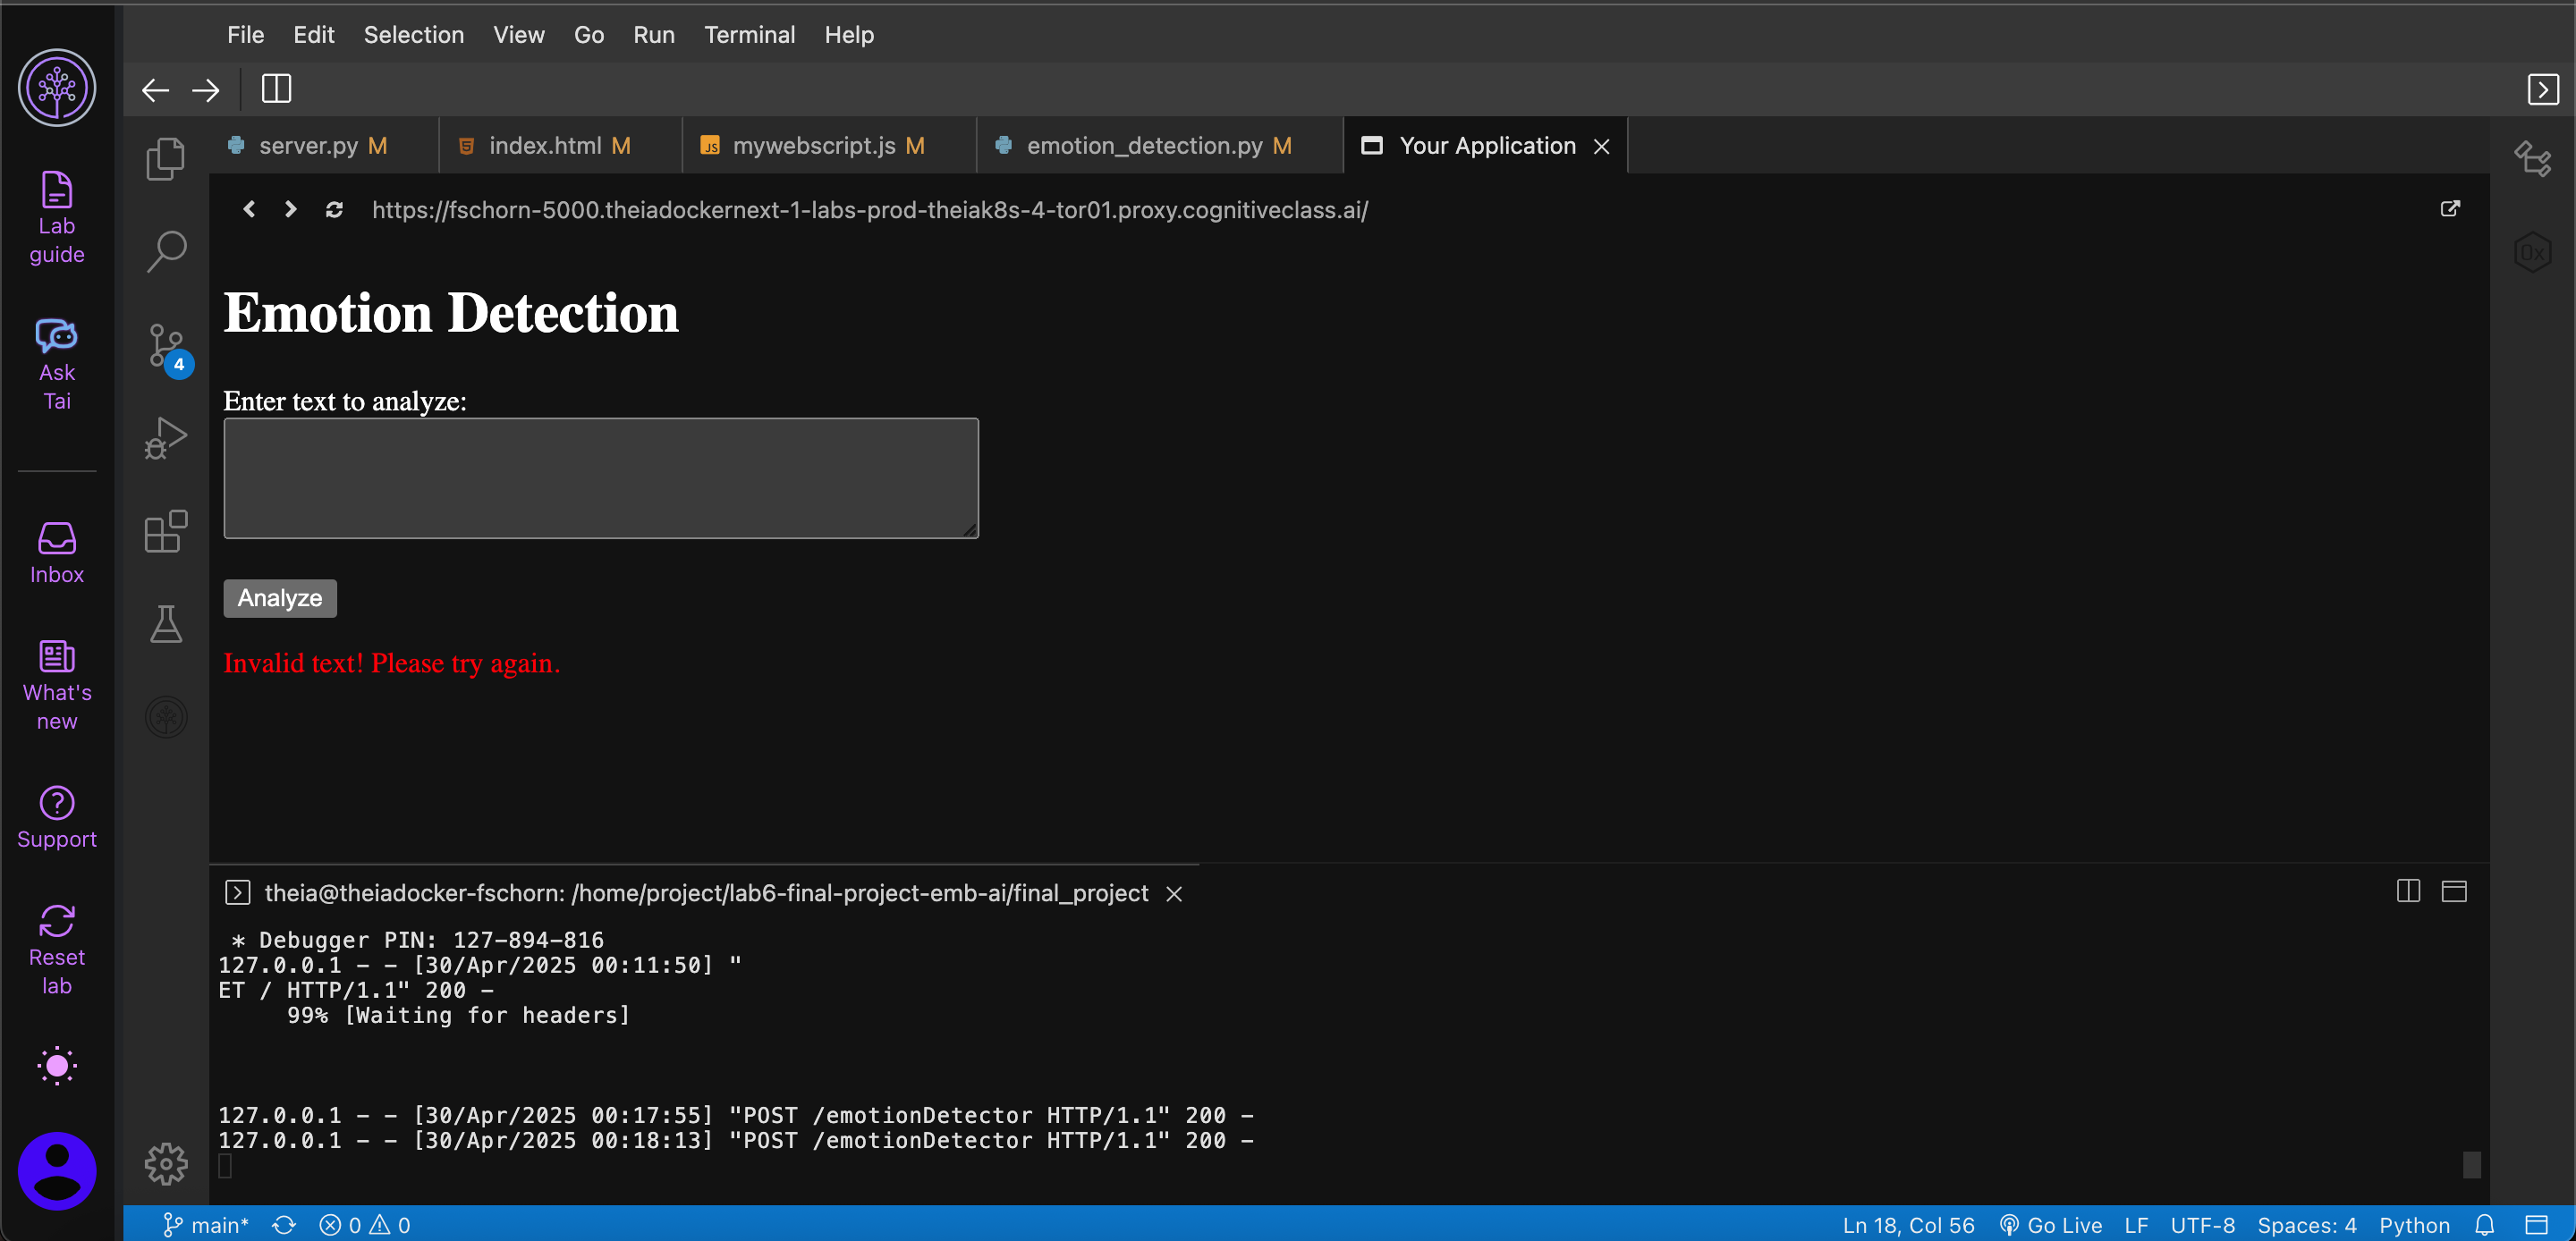 File Edit Selection View Go Run Terminal Help
server.py M index.html M mywebscript.js M emotion_detection.py M Your Application
https://fschorn-5000.theiadockernext-1-labs-prod-theiak8s-4-tor01.proxy.cognitiveclass.ai/
Lab
guide
Ask
Tai
Inbox
What's
new
Support
Reset
lab
4
JS
0x
Emotion Detection
Enter text to analyze:
Analyze
Invalid text! Please try again.
theia@theiadocker-fschorn: /home/project/lab6-final-project-emb-ai/final_project
* Debugger PIN: 127-894-816
127.0.0.1 - - [30/Apr/2025 00:11:50] "
ET / HTTP/1.1" 200 -
99% [Waiting for headers]
127.0.0.1 - - [30/Apr/2025 00:17:55] "POST /emotionDetector HTTP/1.1" 200 -
127.0.0.1 - - [30/Apr/2025 00:18:13] "POST /emotionDetector HTTP/1.1" 200 -
main* 0 0 Ln 18, Col 56 Go Live LF UTF-8 Spaces: 4 Python